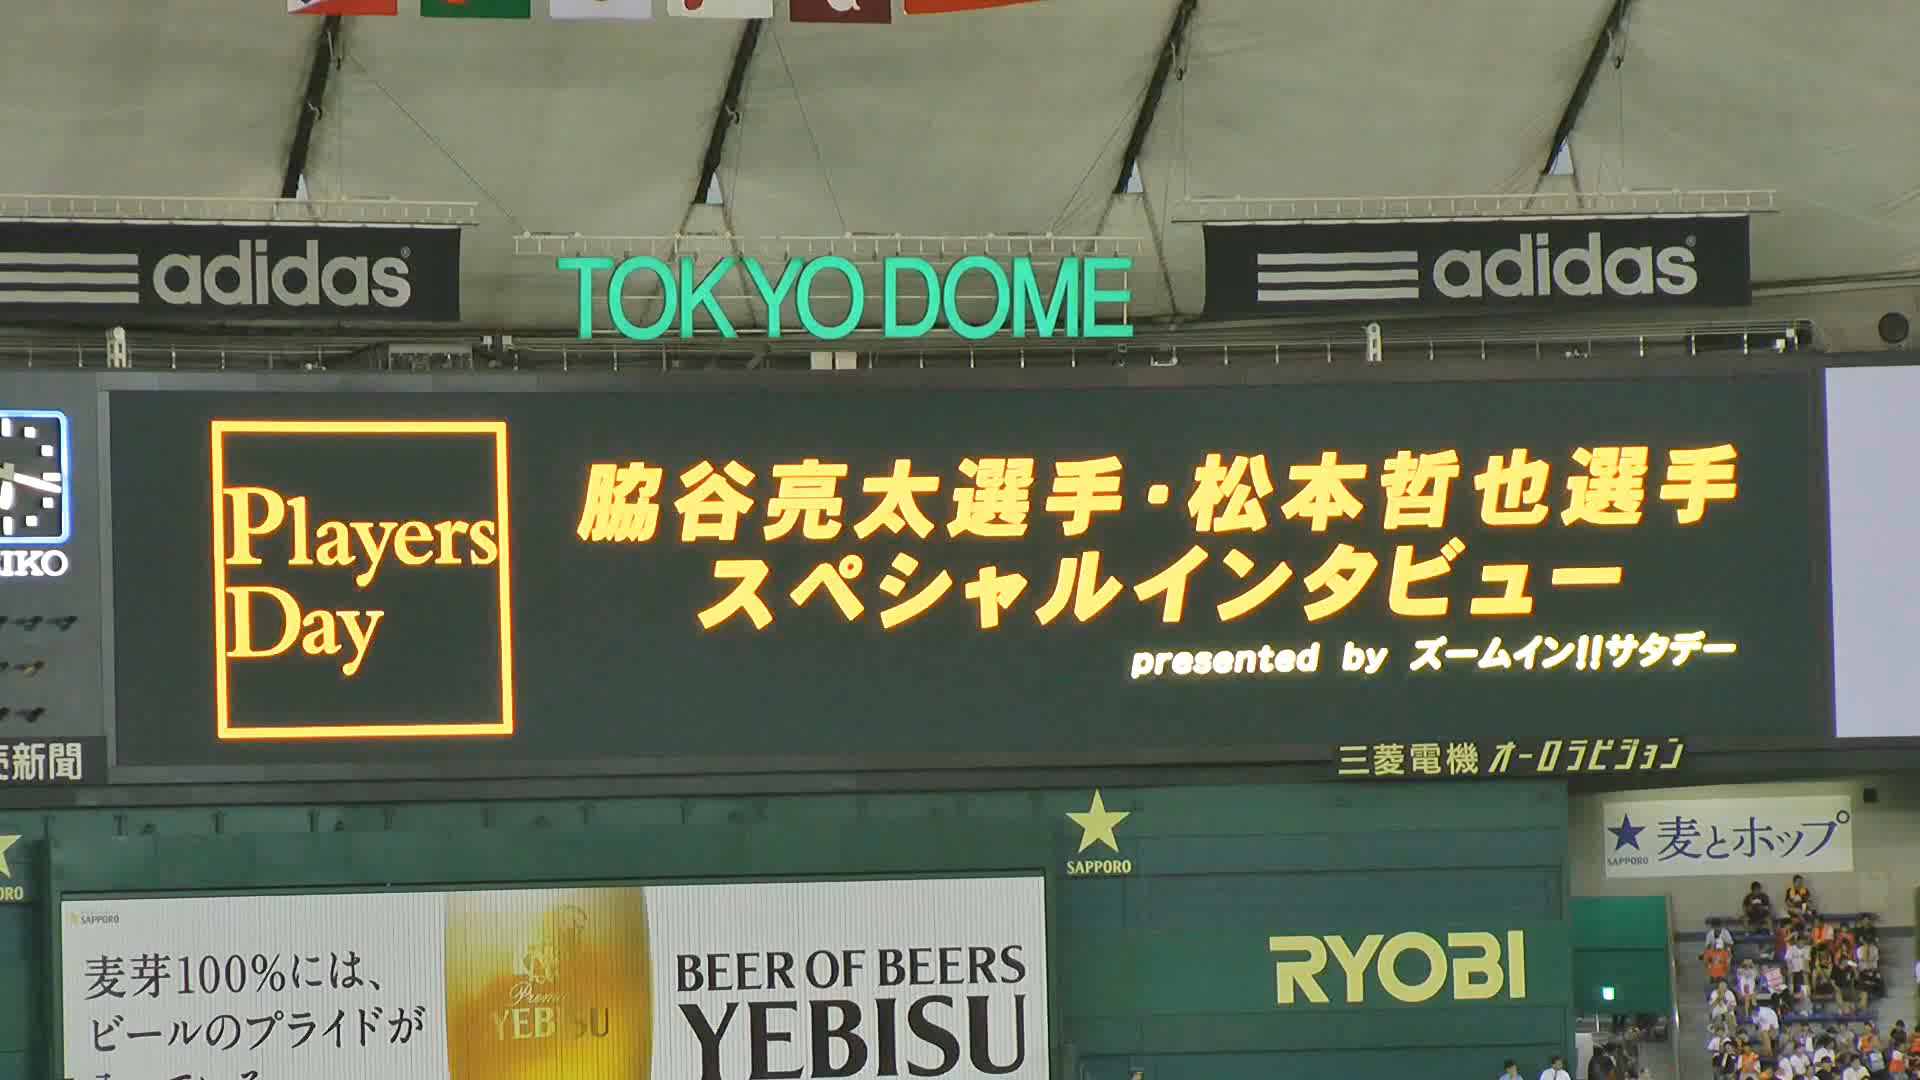 adidas
TOKYO DOME
adidas
Players
Day
脇谷亮太選手・松本哲也選手
スペシャルインタビュー
presented by ズームイン!!サタデー
IKO
新聞
三菱電機 オーロラビジョン
SAPPORO
SAPPORO
麦とホップ
SAPPORO
麦芽100%には、
ビールのプライドが
YEBISU
BEER OF BEERS
YEBISU
RYOBI